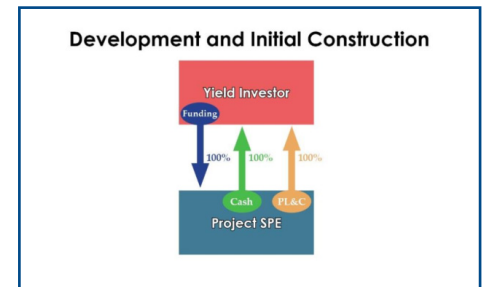 Development and Initial Construction
Yield Investor
Funding
100%
100%
100%
Cash
PL&C
Project SPE